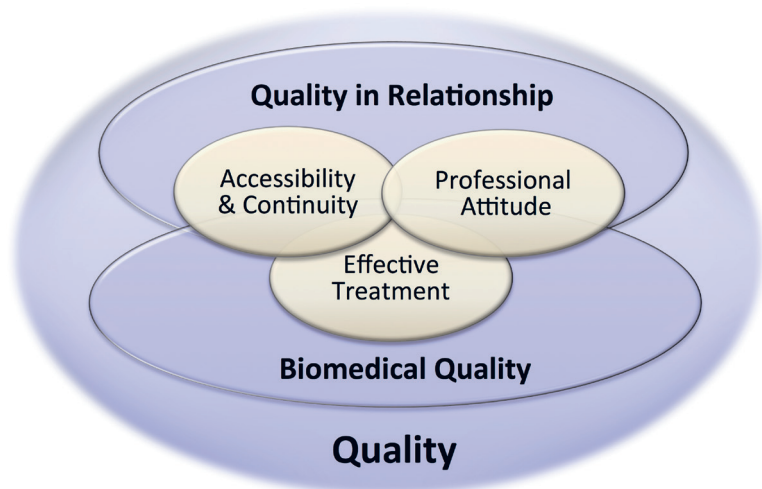 Quality in Relationship
Accessibility
& Continuity
Professional
Attitude
Effective
Treatment
Biomedical Quality
Quality